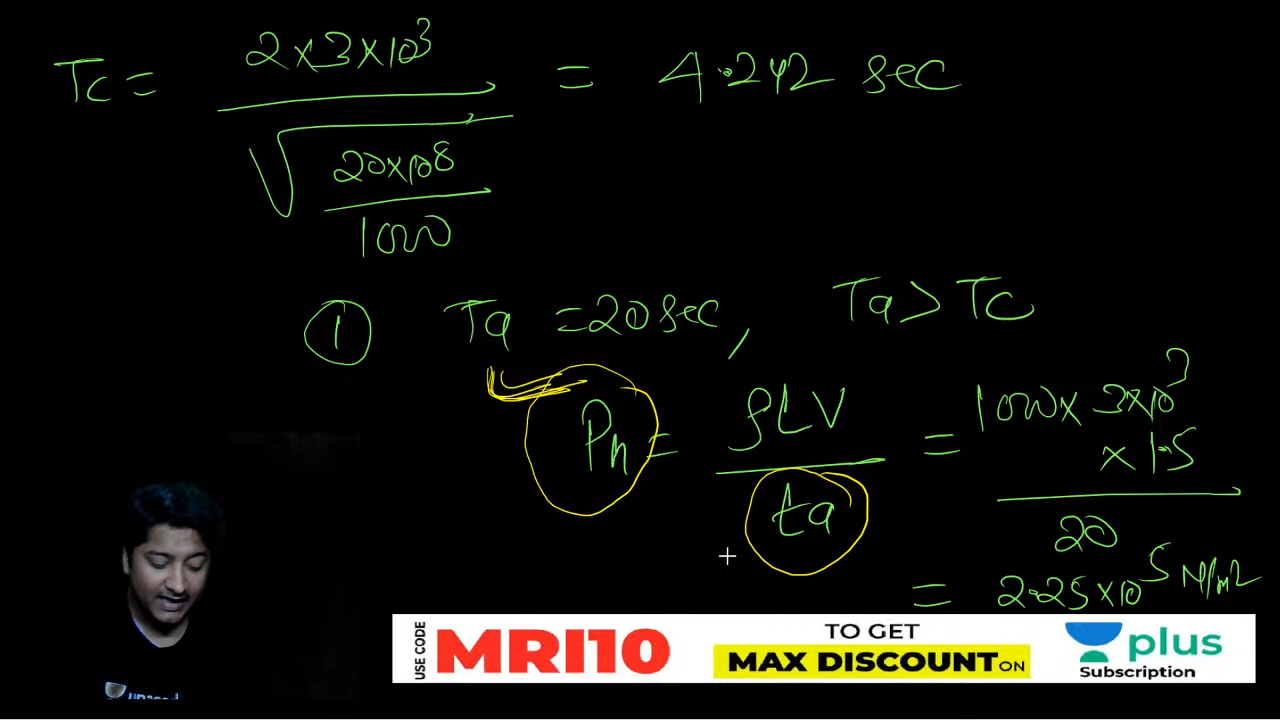 Tc = 2×3×10³ / √(20×10⁸ / 1000) = 4.242 sec
① Ta = 20 sec, Ta > Tc
Ph = ρLV / ta = 1000 × 3×10³ × 1.5 / 20
= 2.25×10⁵ N/m2
USE CODE MRI10
TO GET
MAX DISCOUNT ON
plus
Subscription